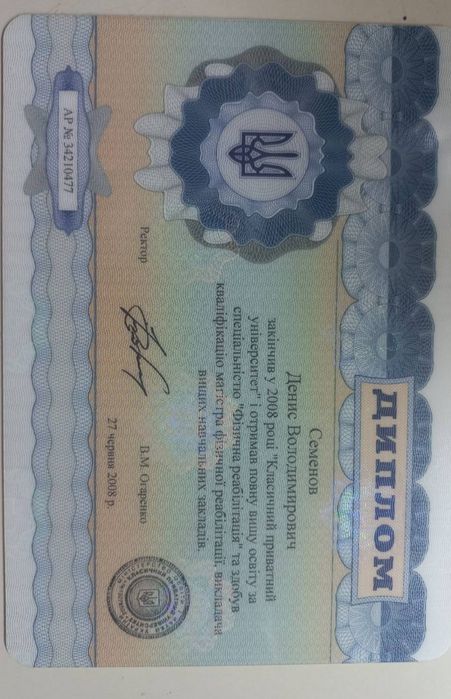 ДИПЛОМ
Семенов
Денис Володимирович
закінчив у 2008 році "Класичний приватний
університет" і отримав повну вищу освіту за
спеціальністю "Фізична реабілітація" та здобув
кваліфікацію магістра фізичної реабілітації, викладача
вищих навчальних закладів.
Ректор
В.М. Огаренко
27 червня 2008 р.
АР № 34210477